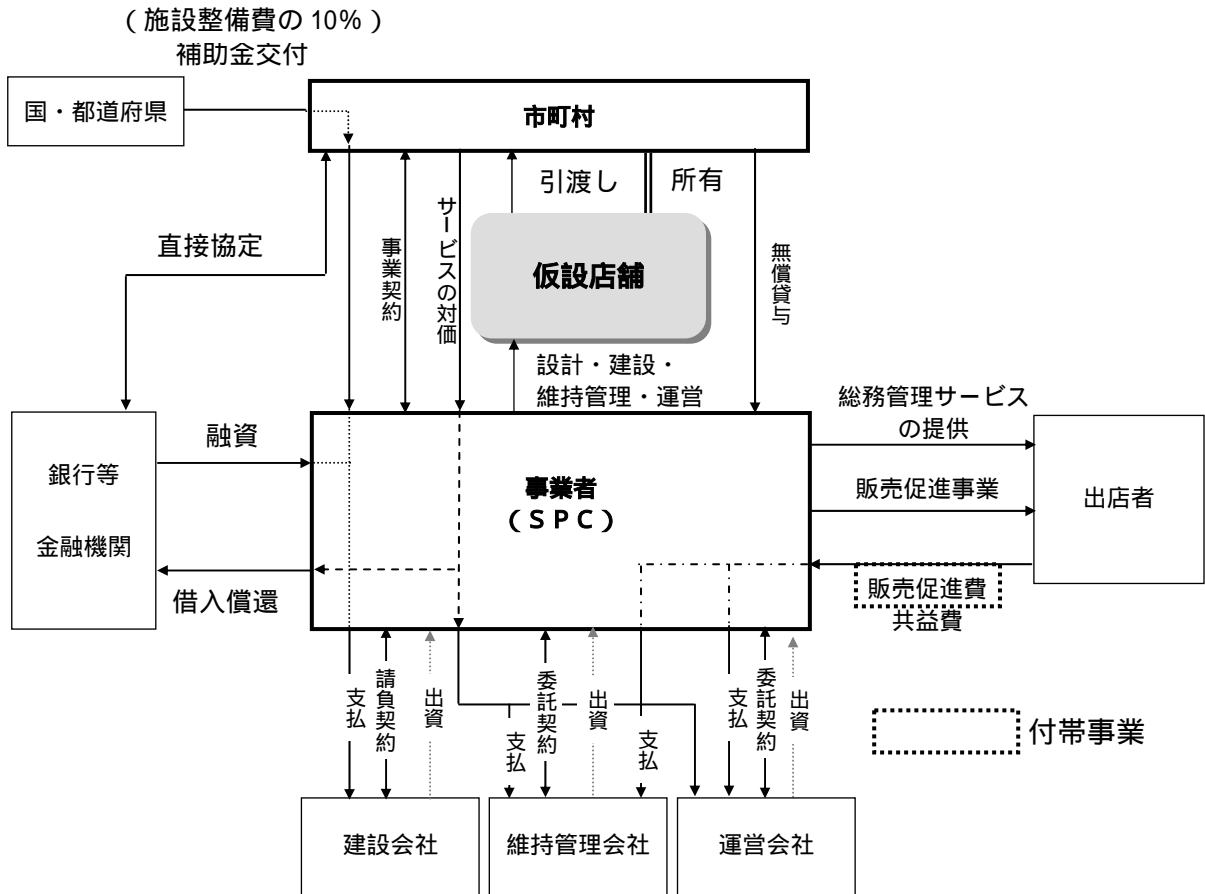 （施設整備費の 10％）
補助金交付
国・都道府県
市町村
引渡し
所有
直接協定
事業契約
サービスの対価
仮設店舗
無償貸与
設計・建設・
維持管理・運営
総務管理サービス
の提供
融資
銀行等
金融機関
事業者
（ＳＰＣ）
販売促進事業
出店者
借入償還
販売促進費
共益費
支払
請負契約
出資
支払
委託契約
出資
支払
支払
委託契約
出資
付帯事業
建設会社
維持管理会社
運営会社